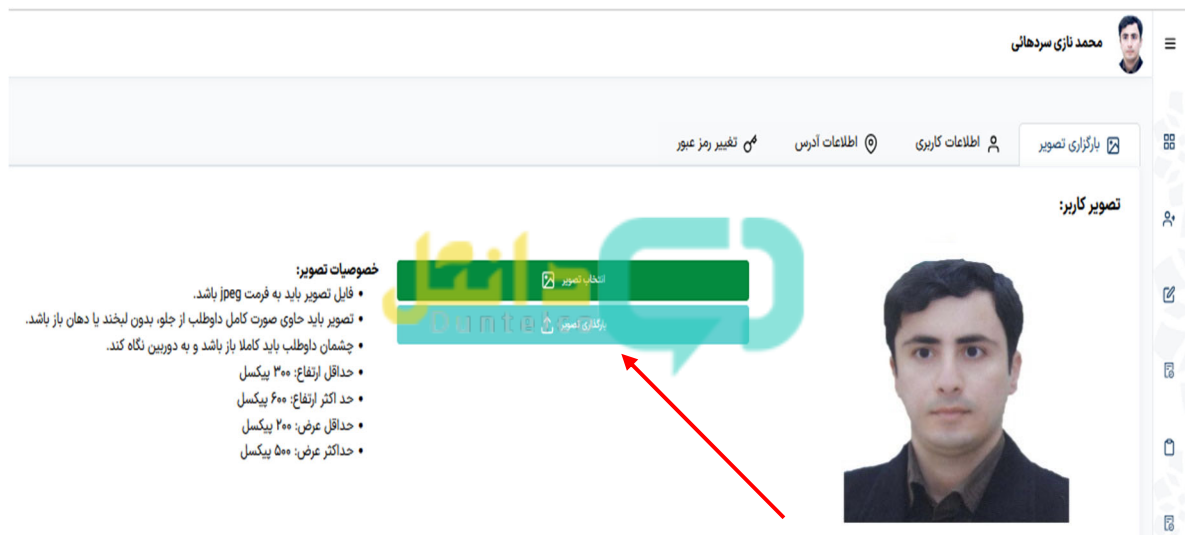 محمد نازی سردهائی
بارگزاری تصویر
اطلاعات کاربری
اطلاعات آدرس
تغییر رمز عبور
تصویر کاربر:
انتخاب تصویر
بارگذاری تصویر
دانتل
خصوصیات تصویر:
• فایل تصویر باید به فرمت jpeg باشد.
• تصویر باید حاوی صورت کامل داوطلب از جلو، بدون لبخند یا دهان باز باشد.
• چشمان داوطلب باید کاملا باز باشد و به دوربین نگاه کند.
• حداقل ارتفاع: ۳۰۰ پیکسل
• حد اکثر ارتفاع: ۶۰۰ پیکسل
• حداقل عرض: ۲۰۰ پیکسل
• حداکثر عرض: ۵۰۰ پیکسل